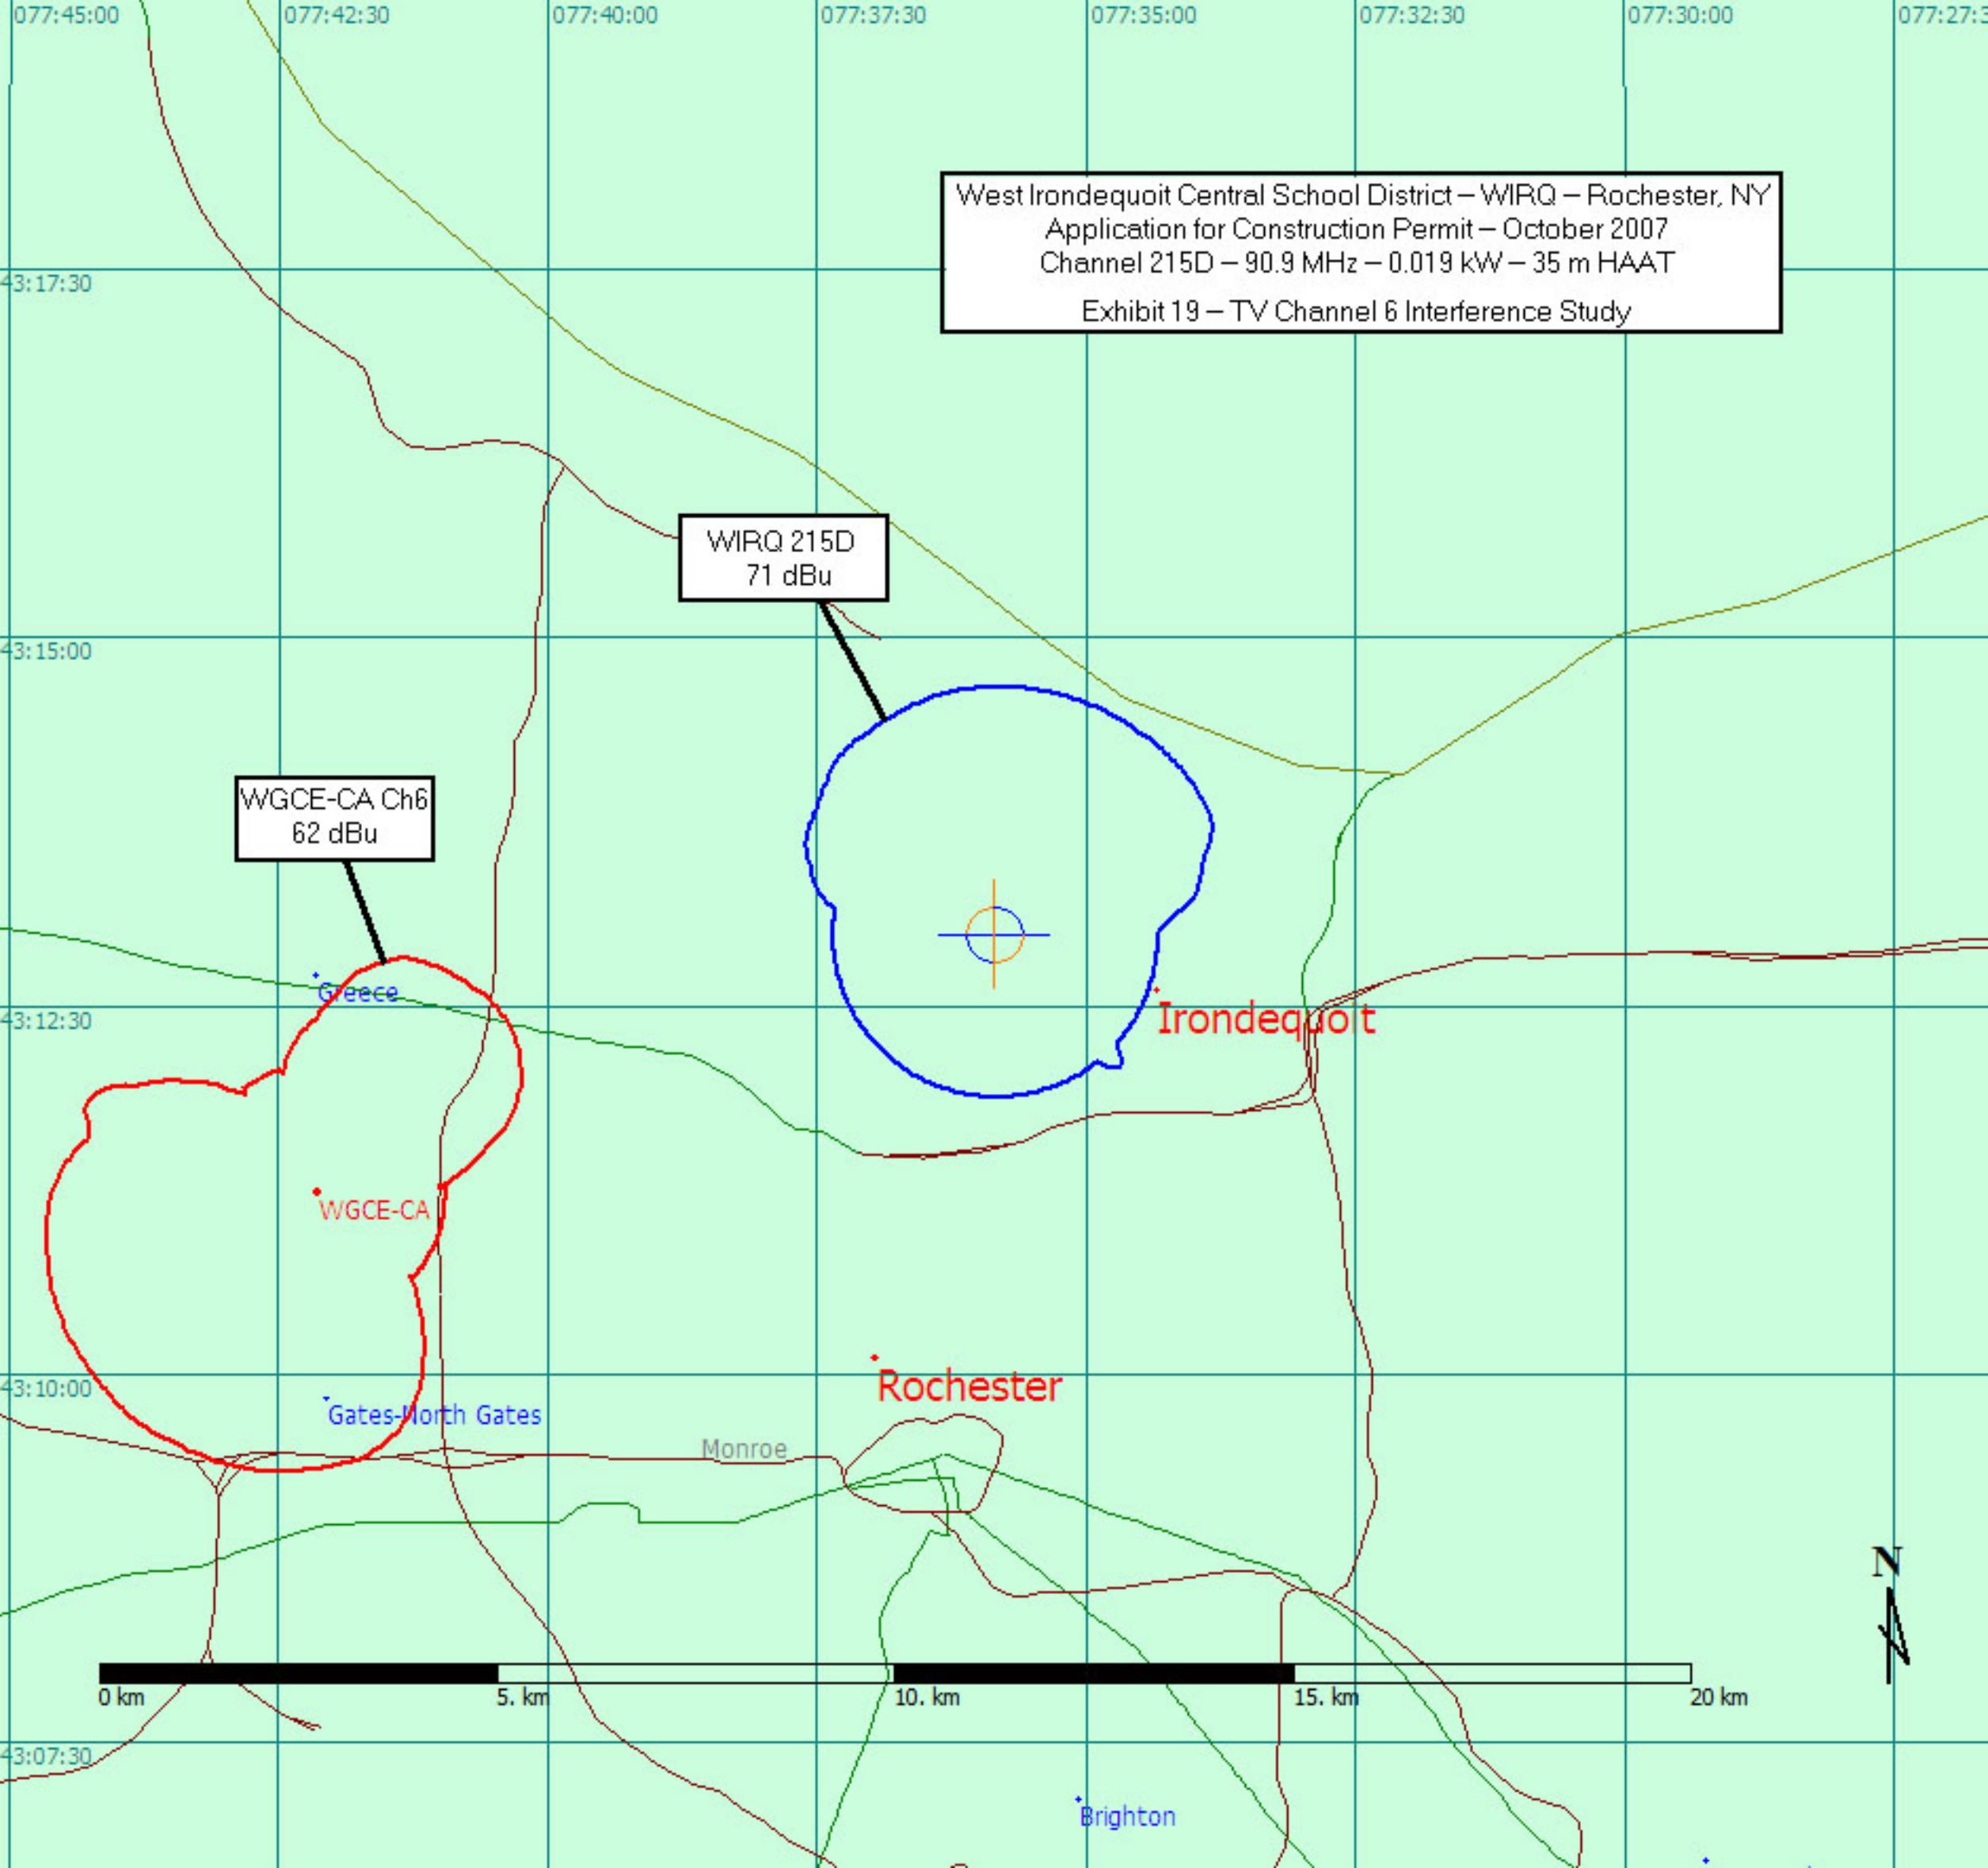 077:45:00
077:42:30
077:40:00
077:37:30
077:35:00
077:32:30
077:30:00
077:27:3
West Irondequoit Central School District – WIRQ – Rochester, NY
Application for Construction Permit – October 2007
Channel 215D – 90.9 MHz – 0.019 kW – 35 m HAAT
Exhibit 19 – TV Channel 6 Interference Study
43:17:30
WIRQ 215D
71 dBu
43:15:00
WGCE-CA Ch6
62 dBu
Greece
43:12:30
Irondequoit
WGCE-CA
43:10:00
Rochester
Gates-North Gates
Monroe
N
0 km
5. km
10. km
15. km
20 km
43:07:30
Brighton